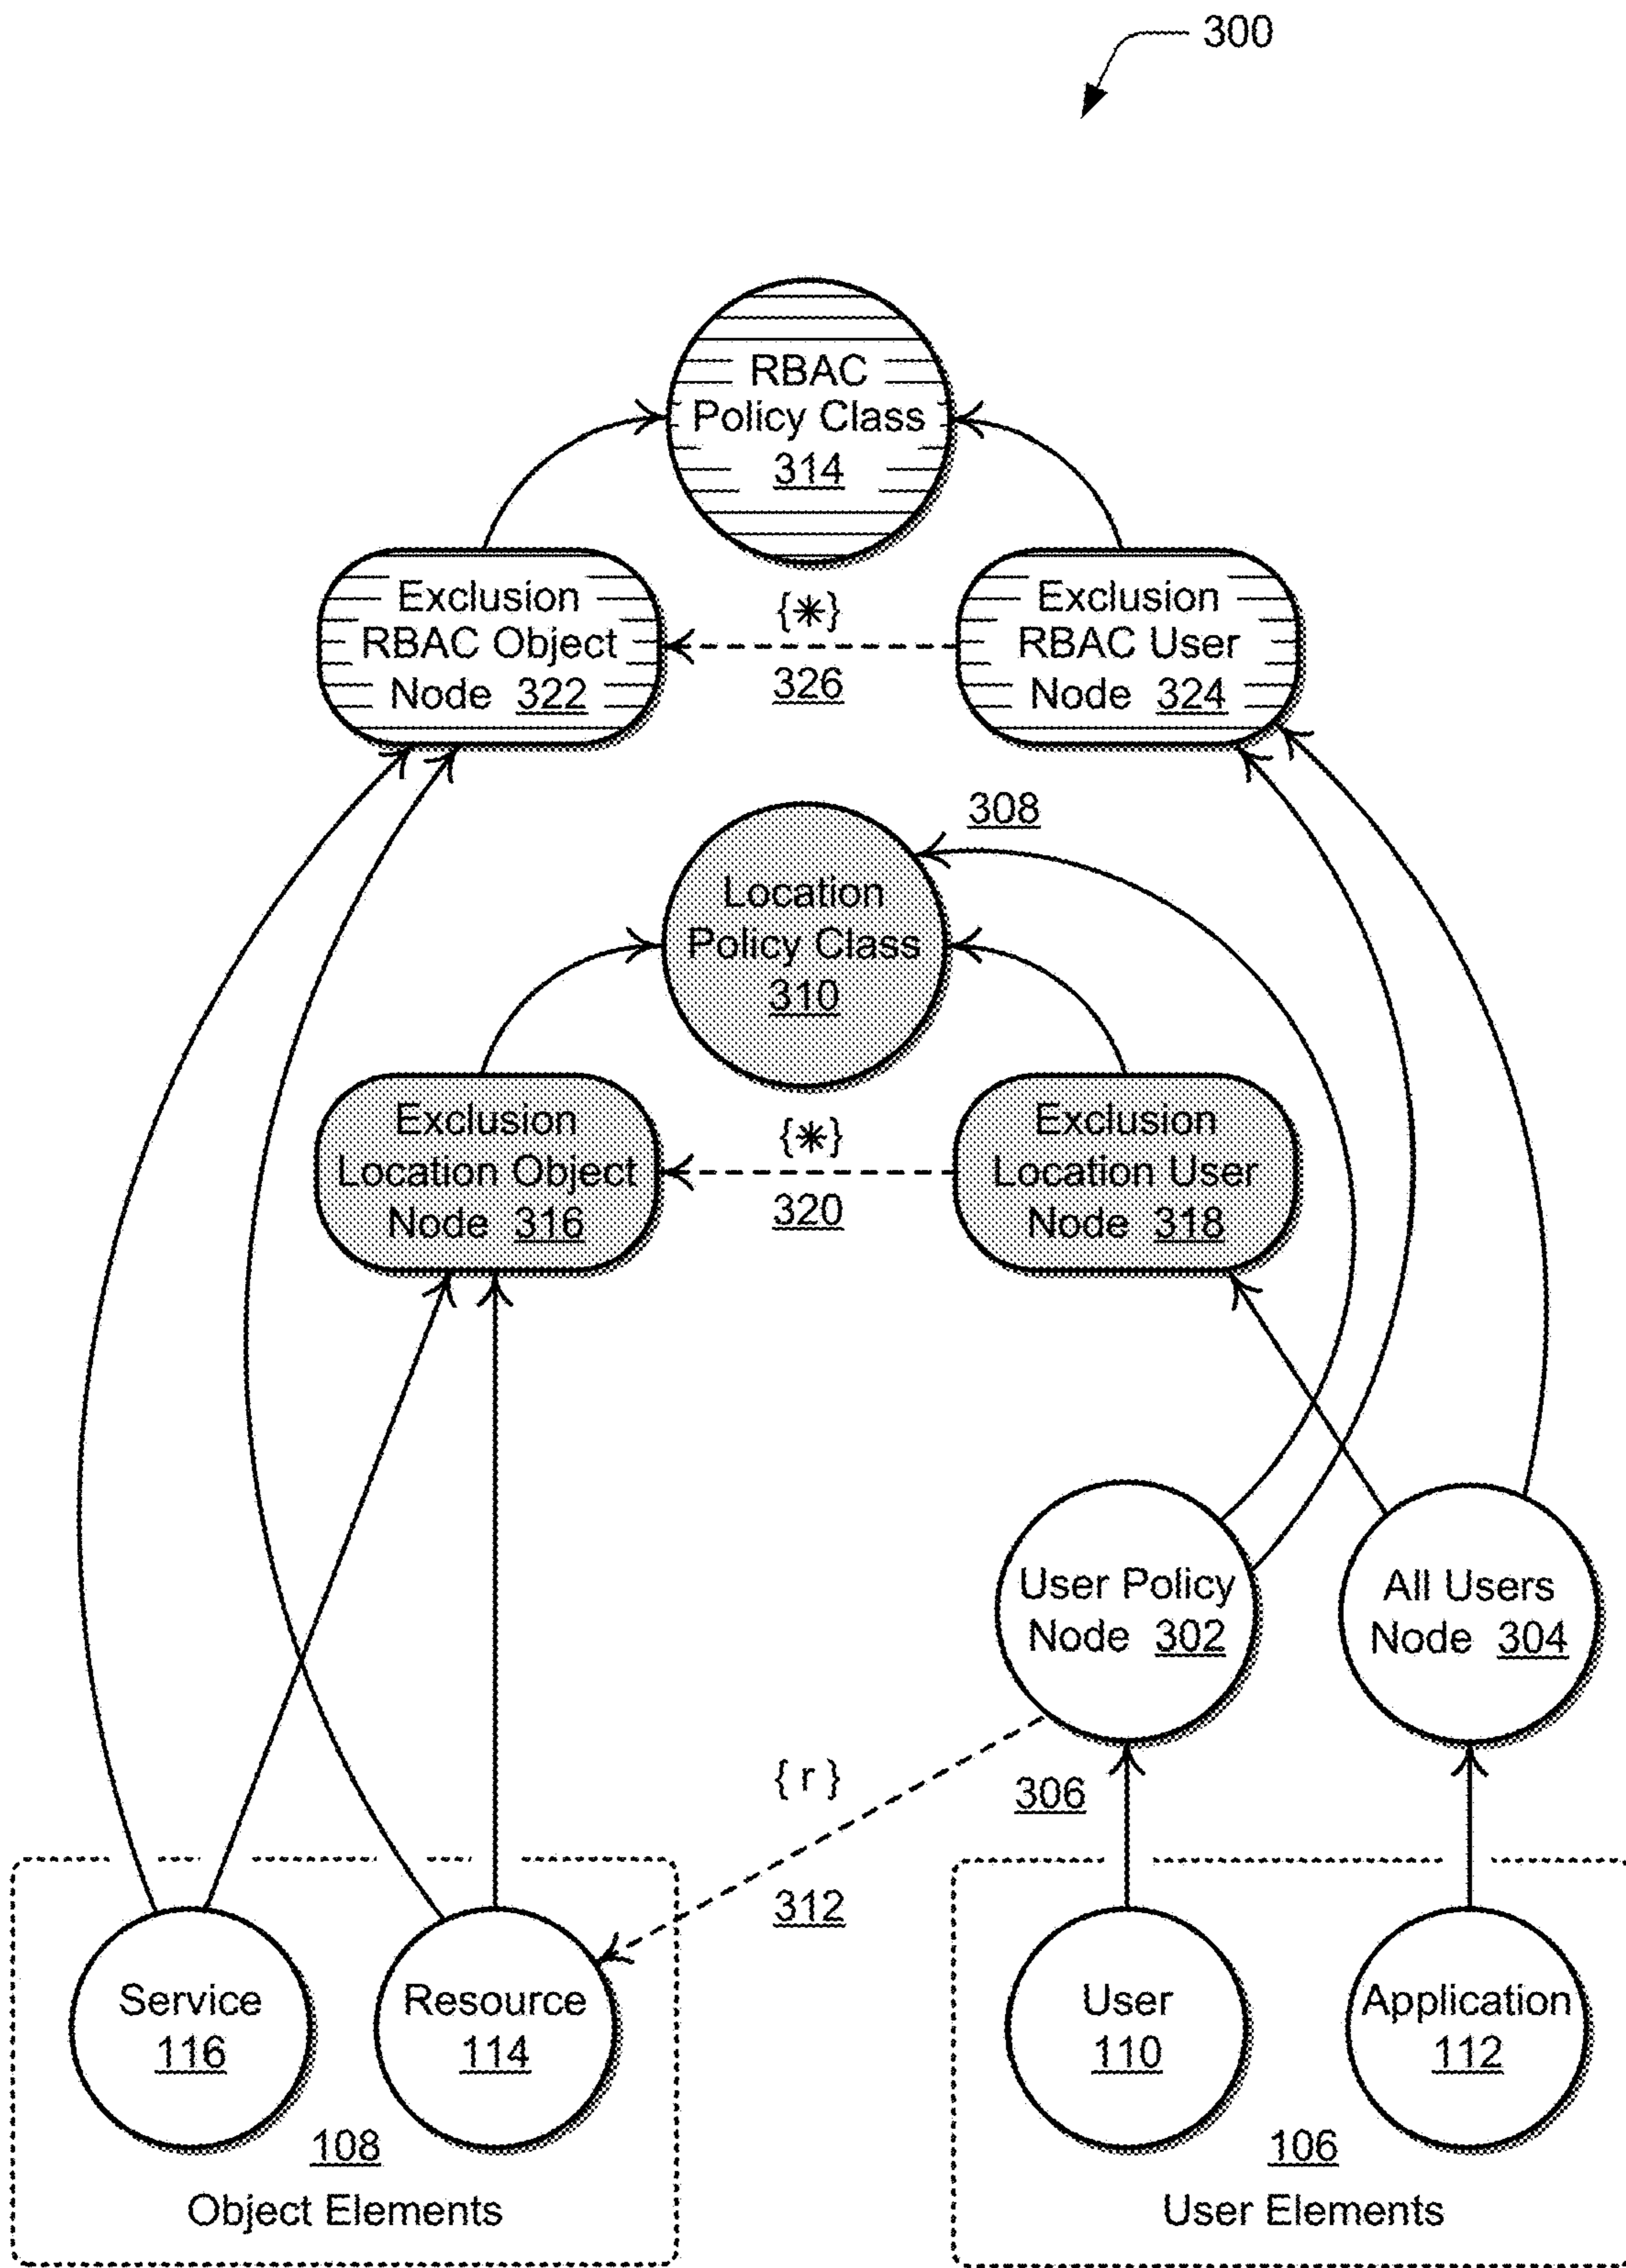 300
RBAC
Policy Class
314
Exclusion
RBAC Object
Node 322
{*}
326
Exclusion
RBAC User
Node 324
308
Location
Policy Class
310
Exclusion
Location Object
Node 316
{*}
320
Exclusion
Location User
Node 318
User Policy
Node 302
All Users
Node 304
{ r }
306
312
Service
116
Resource
114
User
110
Application
112
108
Object Elements
106
User Elements